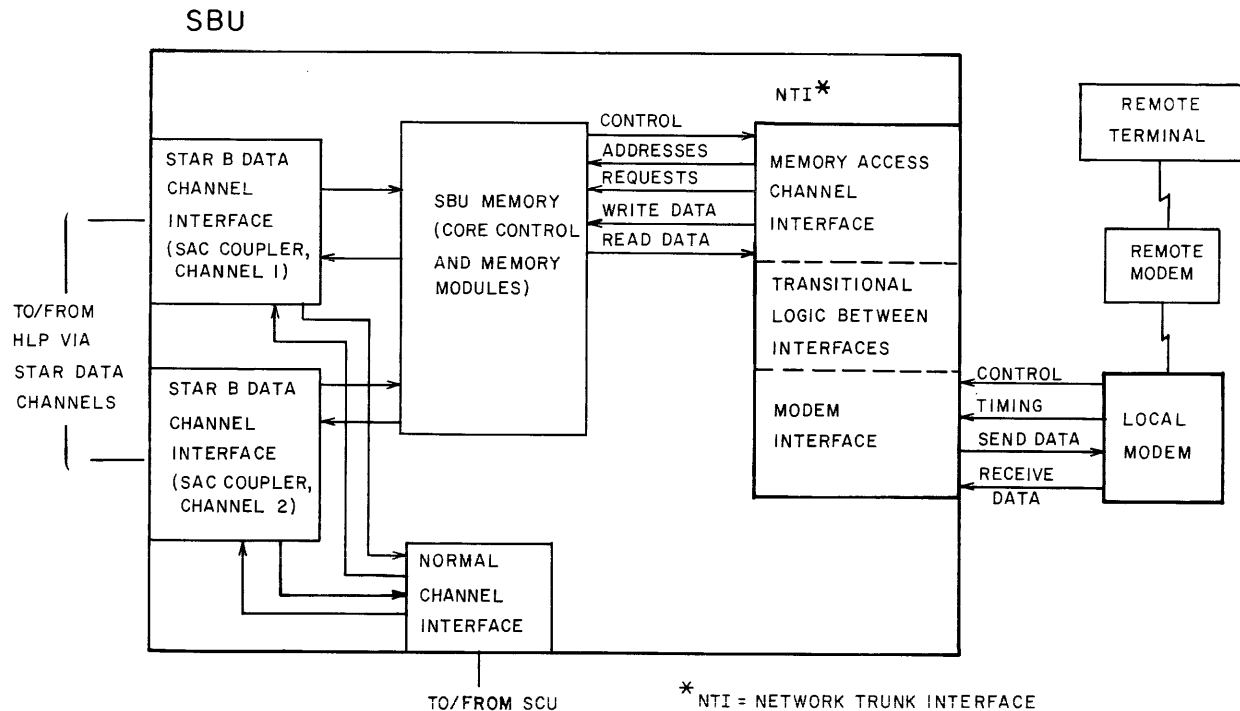 SBU
NTI*
REMOTE
TERMINAL
REMOTE
MODEM
TO/FROM
HLP VIA
STAR DATA
CHANNELS
STAR B DATA
CHANNEL
INTERFACE
(SAC COUPLER,
CHANNEL 1)
STAR B DATA
CHANNEL
INTERFACE
(SAC COUPLER,
CHANNEL 2)
SBU MEMORY
(CORE CONTROL
AND MEMORY
MODULES)
CONTROL
ADDRESSES
REQUESTS
WRITE DATA
READ DATA
MEMORY ACCESS
CHANNEL
INTERFACE
TRANSITIONAL
LOGIC BETWEEN
INTERFACES
MODEM
INTERFACE
CONTROL
TIMING
SEND DATA
RECEIVE
DATA
LOCAL
MODEM
NORMAL
CHANNEL
INTERFACE
TO/FROM SCU
*NTI = NETWORK TRUNK INTERFACE